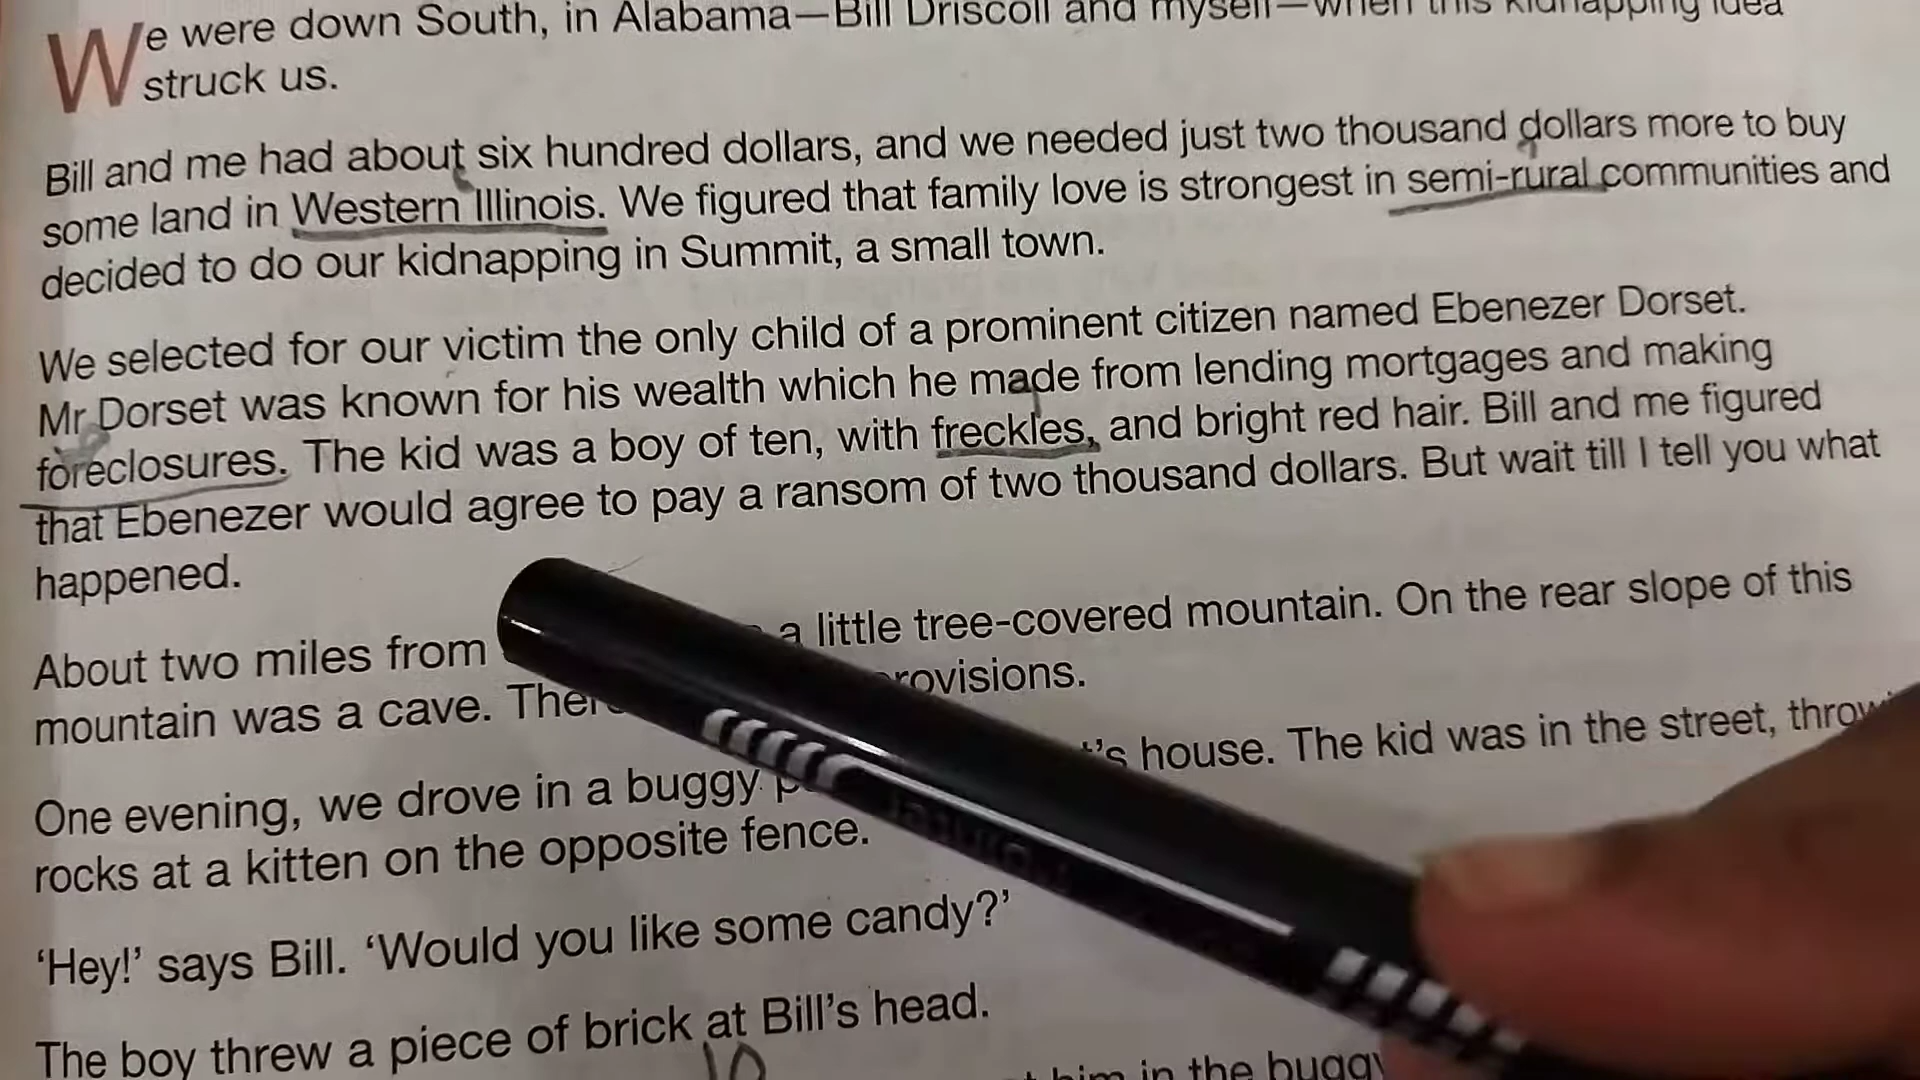 We were down South, in Alabama—Bill Driscoll and myself—when this kidnapping idea
struck us.
Bill and me had about six hundred dollars, and we needed just two thousand dollars more to buy
some land in Western Illinois. We figured that family love is strongest in semi-rural communities and
decided to do our kidnapping in Summit, a small town.
We selected for our victim the only child of a prominent citizen named Ebenezer Dorset.
Mr Dorset was known for his wealth which he made from lending mortgages and making
foreclosures. The kid was a boy of ten, with freckles, and bright red hair. Bill and me figured
that Ebenezer would agree to pay a ransom of two thousand dollars. But wait till I tell you what
happened.
About two miles from a little tree-covered mountain. On the rear slope of this
mountain was a cave.
One evening, we drove in a buggy 's house. The kid was in the street,
rocks at a kitten on the opposite fence.
‘Hey!’ says Bill. ‘Would you like some candy?’
The boy threw a piece of brick at Bill’s head.
him in the buggy